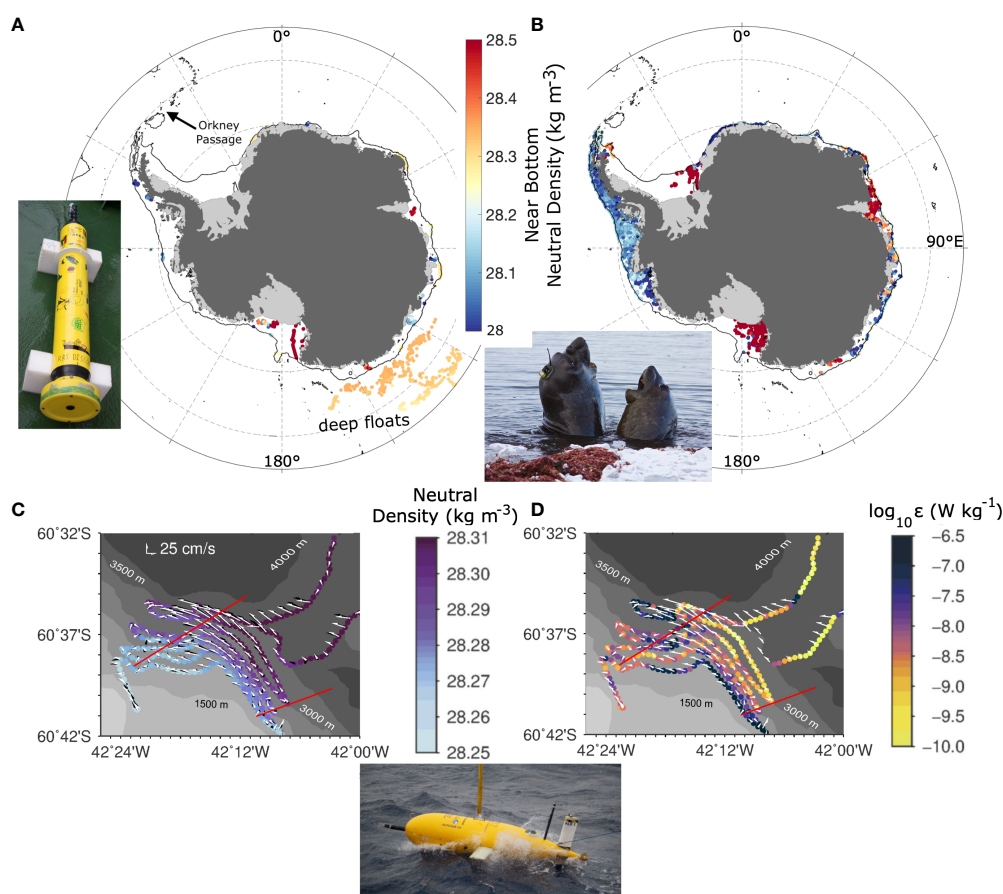 A
0°
Orkney
Passage
deep floats
180°
28.5
28.4
28.3
28.2
28.1
28
Near Bottom
Neutral Density (kg m-3)
B
0°
90°E
180°
C
Neutral
Density (kg m-3)
60°32'S
60°37'S
60°42'S
25 cm/s
3500 m
4000 m
1500 m
3000 m
42°24'W
42°12'W
42°00'W
28.31
28.30
28.29
28.28
28.27
28.26
28.25
D
log10 ε (W kg-1)
60°32'S
60°37'S
60°42'S
3500 m
4000 m
1500 m
3000 m
42°24'W
42°12'W
42°00'W
−6.5
−7.0
−7.5
−8.0
−8.5
−9.0
−9.5
−10.0